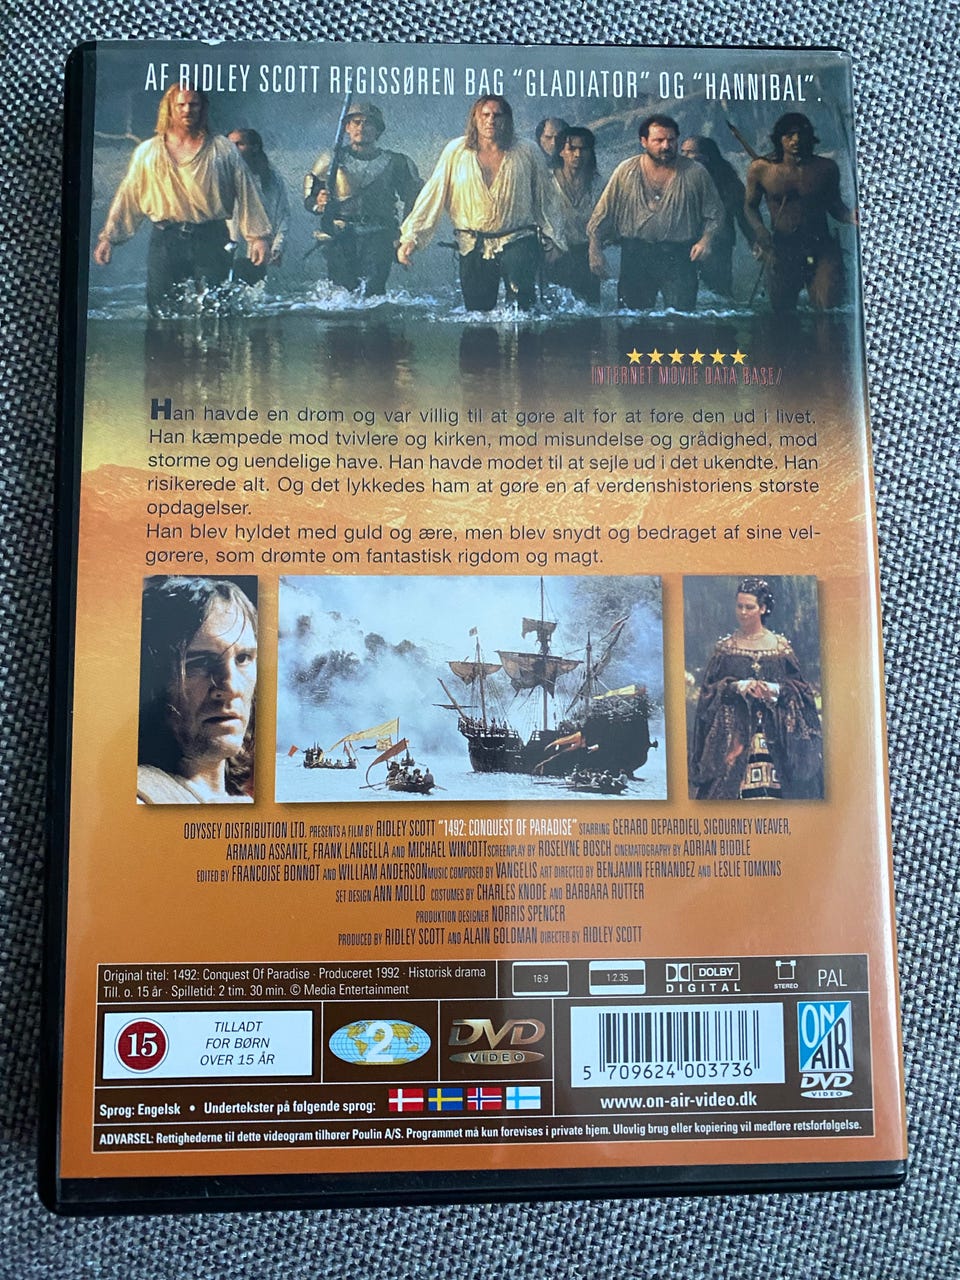 AF RIDLEY SCOTT REGISSØREN BAG "GLADIATOR" OG "HANNIBAL".
INTERNET MOVIE DATA BASE/
Han havde en drøm og var villig til at gøre alt for at føre den ud i livet.
Han kæmpede mod tvivlere og kirken, mod misundelse og grådighed, mod
storme og uendelige have. Han havde modet til at sejle ud i det ukendte. Han
risikerede alt. Og det lykkedes ham at gøre en af verdenshistoriens største
opdagelser.
Han blev hyldet med guld og ære, men blev snydt og bedraget af sine vel-
gørere, som drømte om fantastisk rigdom og magt.
ODYSSEY DISTRIBUTION LTD. PRESENTS A FILM BY RIDLEY SCOTT "1492: CONQUEST OF PARADISE" STARRING GERARD DEPARDIEU, SIGOURNEY WEAVER,
ARMAND ASSANTE, FRANK LANGELLA AND MICHAEL WINCOTT SCREENPLAY BY ROSELYNE BOSCH CINEMATOGRAPHY BY ADRIAN BIDDLE
EDITED BY FRANCOISE BONNØT AND WILLIAM ANDERSON MUSIC COMPOSED BY VANGELIS ART DIRECTED BY BENJAMIN FERNANDEZ AND LESLIE TOMKINS
SET DESIGN ANN MOLLO COSTUMES BY CHARLES KNODE AND BARBARA RUTTER
PRODUKTION DESIGNER NORRIS SPENCER
PRODUCED BY RIDLEY SCOTT AND ALAIN GOLDMAN DIRECTED BY RIDLEY SCOTT
Original titel: 1492: Conquest Of Paradise · Produceret 1992 · Historisk drama
Till. o. 15 år · Spilletid: 2 tim. 30 min. © Media Entertainment
16:9
1:2.35
DOLBY
DIGITAL
STEREO
PAL
15
TILLADT
FOR BØRN
OVER 15 ÅR
2
DVD
VIDEO
5 709624 003736
ON
AIR
DVD
VIDEO
www.on-air-video.dk
Sprog: Engelsk • Undertekster på følgende sprog:
ADVARSEL: Rettighederne til dette videogram tilhører Poulin A/S. Programmet må kun forevises i private hjem. Ulovlig brug eller kopiering vil medføre retsforfølgelse.